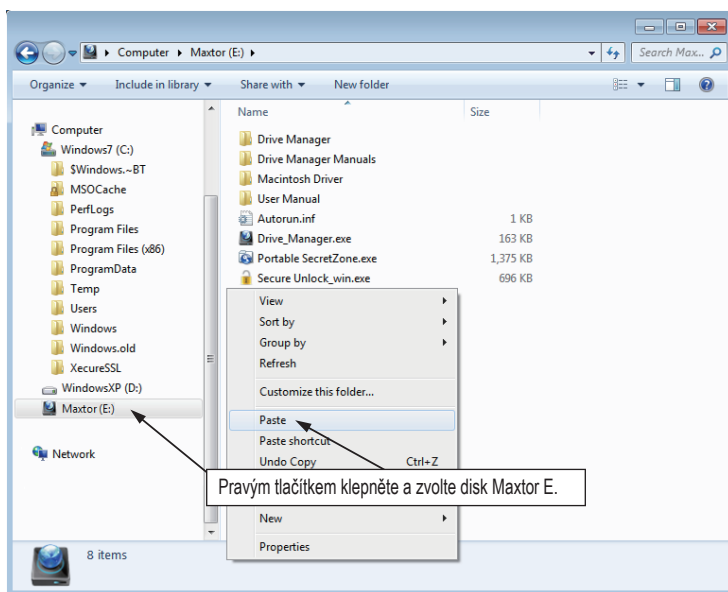 Computer ▸ Maxtor (E:) ▸
Search Max...
Organize ▾ Include in library ▾ Share with ▾ New folder
Name Size
Computer
Windows7 (C:)
$Windows.~BT
MSOCache
PerfLogs
Program Files
Program Files (x86)
ProgramData
Temp
Users
Windows
Windows.old
XecureSSL
WindowsXP (D:)
Maxtor (E:)
Network
Drive Manager
Drive Manager Manuals
Macintosh Driver
User Manual
Autorun.inf 1 KB
Drive_Manager.exe 163 KB
Portable SecretZone.exe 1,375 KB
Secure Unlock_win.exe 696 KB
View
Sort by
Group by
Refresh
Customize this folder...
Paste
Paste shortcut
Undo Copy Ctrl+Z
Pravým tlačítkem klepněte a zvolte disk Maxtor E.
New
Properties
8 items